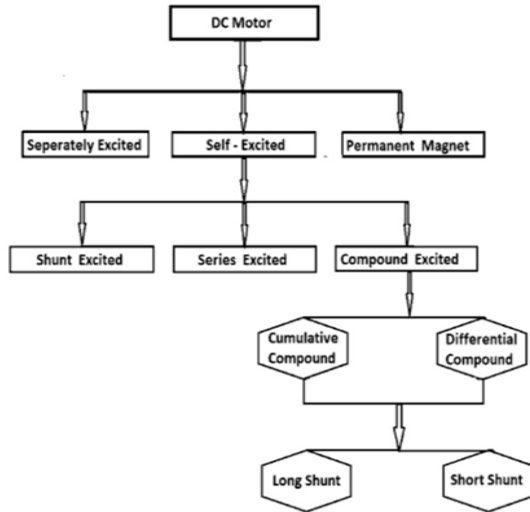 DC Motor
Seperately Excited
Self - Excited
Permanent Magnet
Shunt Excited
Series Excited
Compound Excited
Cumulative
Compound
Differential
Compound
Long Shunt
Short Shunt